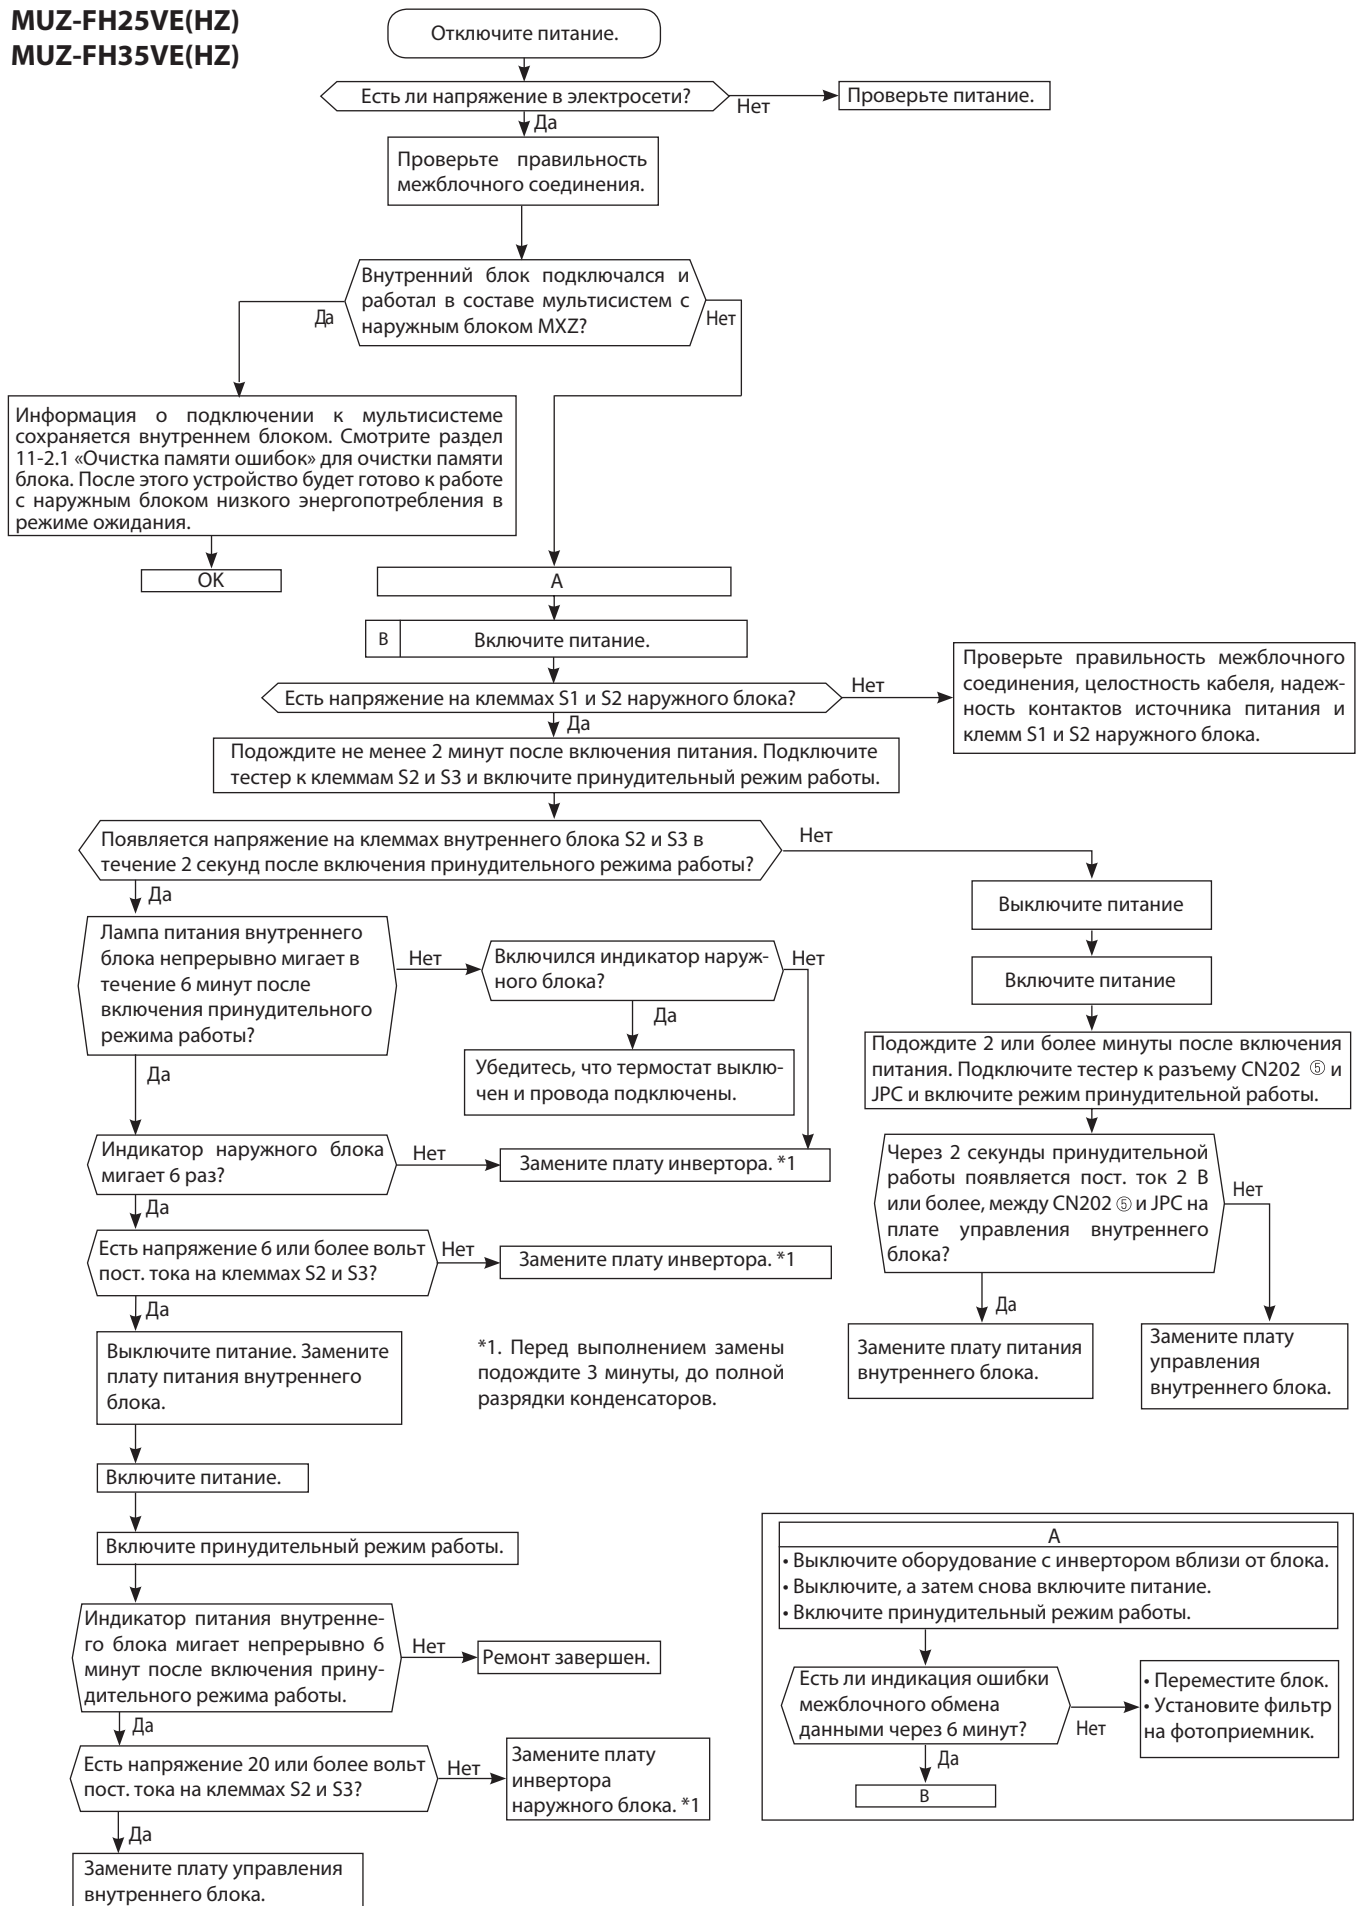 MUZ-FH25VE(HZ)
MUZ-FH35VE(HZ)
Отключите питание.
Есть ли напряжение в электросети?
Нет
Проверьте питание.
Да
Проверьте правильность
межблочного соединения.
Внутренний блок подключался и
работал в составе мультисистем с
наружным блоком MXZ?
Да
Нет
Информация о подключении к мультисистеме
сохраняется внутреннем блоком. Смотрите раздел
11-2.1 «Очистка памяти ошибок» для очистки памяти
блока. После этого устройство будет готово к работе
с наружным блоком низкого энергопотребления в
режиме ожидания.
OK
A
B
Включите питание.
Есть напряжение на клеммах S1 и S2 наружного блока?
Нет
Проверьте правильность межблочного
соединения, целостность кабеля, надеж-
ность контактов источника питания и
клемм S1 и S2 наружного блока.
Да
Подождите не менее 2 минут после включения питания. Подключите
тестер к клеммам S2 и S3 и включите принудительный режим работы.
Появляется напряжение на клеммах внутреннего блока S2 и S3 в
течение 2 секунд после включения принудительного режима работы?
Нет
Да
Выключите питание
Включите питание
Подождите 2 или более минуты после включения
питания. Подключите тестер к разъему CN202 ⑤ и
JPC и включите режим принудительной работы.
Через 2 секунды принудительной
работы появляется пост. ток 2 В
или более, между CN202 ⑤ и JPC на
плате управления внутреннего
блока?
Нет
Да
Замените плату питания
внутреннего блока.
Замените плату
управления
внутреннего блока.
Лампа питания внутреннего
блока непрерывно мигает в
течение 6 минут после
включения принудительного
режима работы?
Нет
Включился индикатор наруж-
ного блока?
Нет
Да
Убедитесь, что термостат выклю-
чен и провода подключены.
Да
Индикатор наружного блока
мигает 6 раз?
Нет
Замените плату инвертора. *1
Да
Есть напряжение 6 или более вольт
пост. тока на клеммах S2 и S3?
Нет
Замените плату инвертора. *1
Да
Выключите питание. Замените
плату питания внутреннего
блока.
*1. Перед выполнением замены
подождите 3 минуты, до полной
разрядки конденсаторов.
Включите питание.
Включите принудительный режим работы.
Индикатор питания внутренне-
го блока мигает непрерывно 6
минут после включения прину-
дительного режима работы.
Нет
Ремонт завершен.
Да
Есть напряжение 20 или более вольт
пост. тока на клеммах S2 и S3?
Нет
Замените плату
инвертора
наружного блока. *1
Да
Замените плату управления
внутреннего блока.
A
• Выключите оборудование с инвертором вблизи от блока.
• Выключите, а затем снова включите питание.
• Включите принудительный режим работы.
Есть ли индикация ошибки
межблочного обмена
данными через 6 минут?
Нет
• Переместите блок.
• Установите фильтр
на фотоприемник.
Да
B